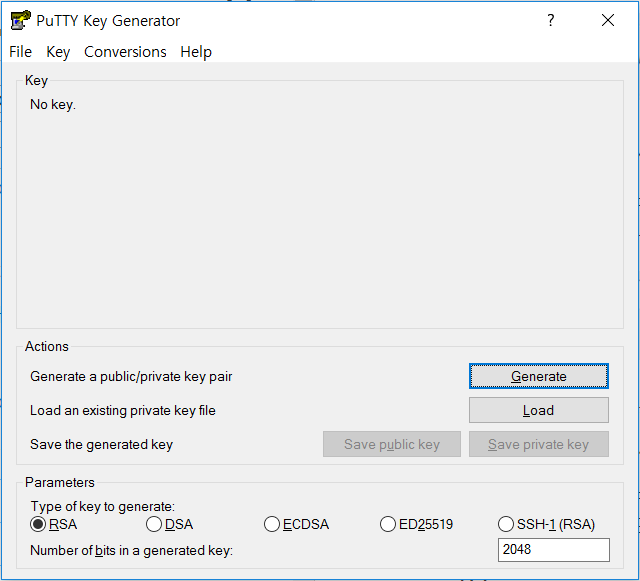 PuTTY Key Generator ?
File Key Conversions Help
Key
No key.
Actions
Generate a public/private key pair Generate
Load an existing private key file Load
Save the generated key Save public key Save private key
Parameters
Type of key to generate:
RSA DSA ECDSA ED25519 SSH-1 (RSA)
Number of bits in a generated key: 2048